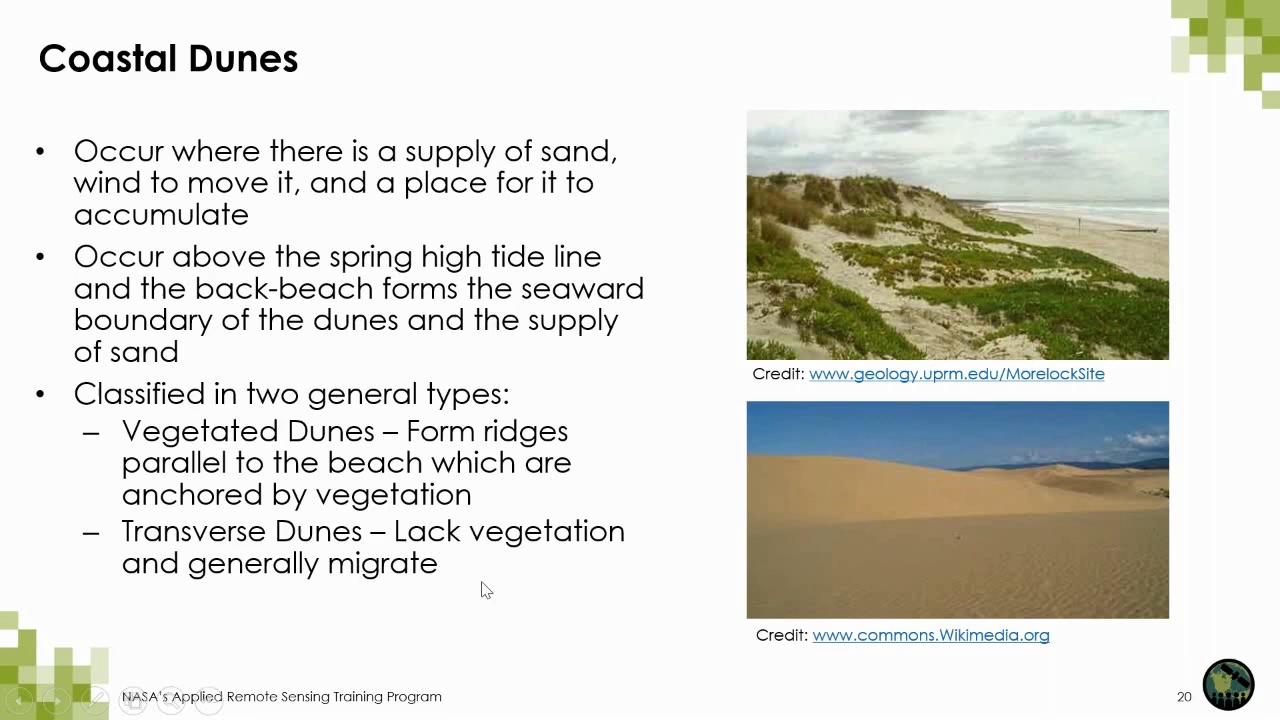 Coastal Dunes
• Occur where there is a supply of sand,
wind to move it, and a place for it to
accumulate
• Occur above the spring high tide line
and the back-beach forms the seaward
boundary of the dunes and the supply
of sand
• Classified in two general types:
– Vegetated Dunes – Form ridges
parallel to the beach which are
anchored by vegetation
– Transverse Dunes – Lack vegetation
and generally migrate
Credit: www.geology.uprm.edu/MorelockSite
Credit: www.commons.Wikimedia.org
NASA's Applied Remote Sensing Training Program
20